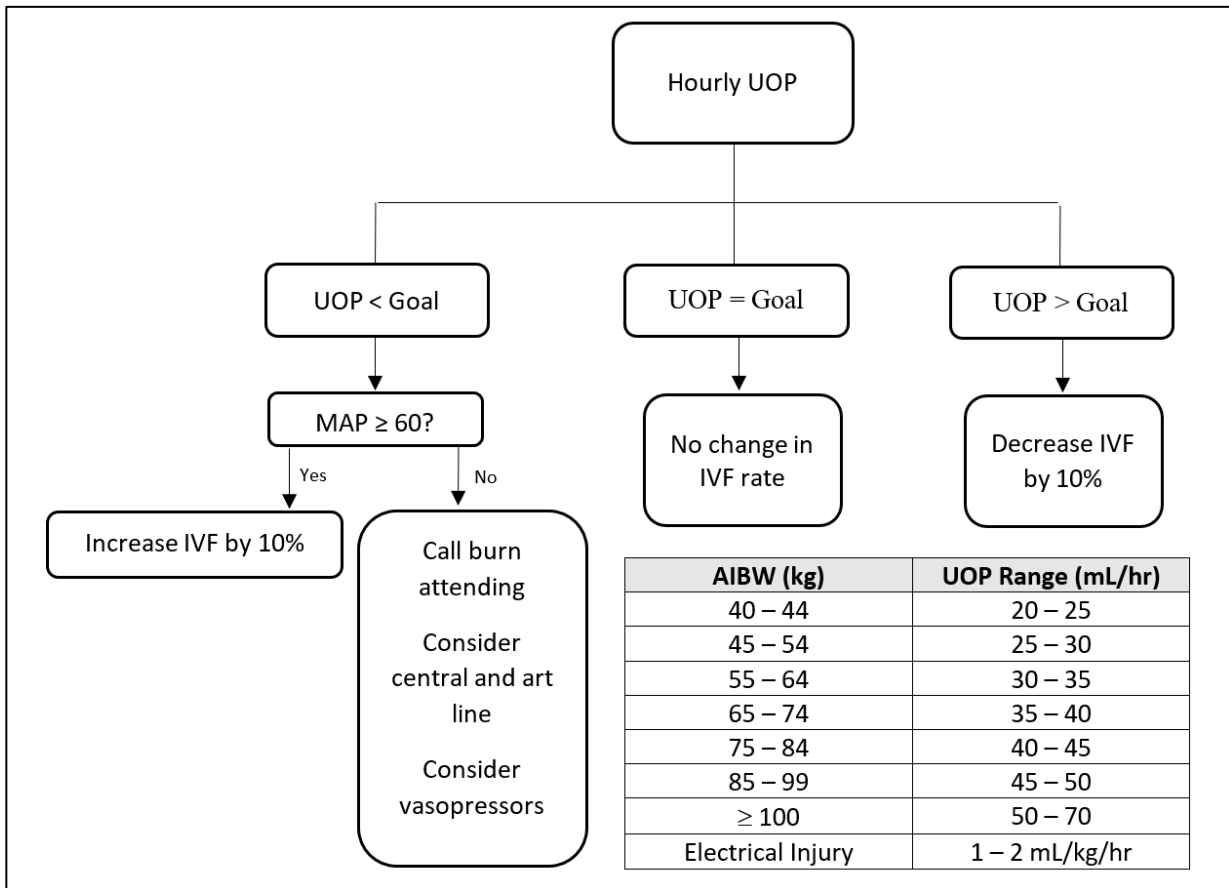 Hourly UOP
UOP < Goal
UOP = Goal
UOP > Goal
MAP ≥ 60?
No change in
IVF rate
Decrease IVF
by 10%
Yes
No
Increase IVF by 10%
Call burn
attending
Consider
central and art
line
Consider
vasopressors
AIBW (kg) UOP Range (mL/hr)
40 – 44 20 – 25
45 – 54 25 – 30
55 – 64 30 – 35
65 – 74 35 – 40
75 – 84 40 – 45
85 – 99 45 – 50
≥ 100 50 – 70
Electrical Injury 1 – 2 mL/kg/hr